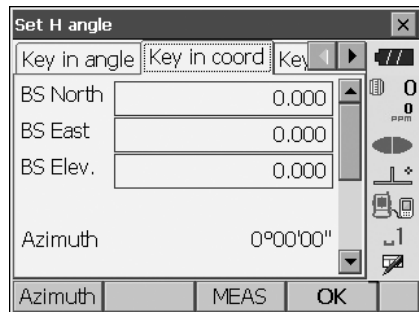 Set H angle
Key in angle Key in coord Key
BS North 0.000
BS East 0.000
BS Elev. 0.000
Azimuth 0°00'00"
0
0
PPM
1
Azimuth MEAS OK